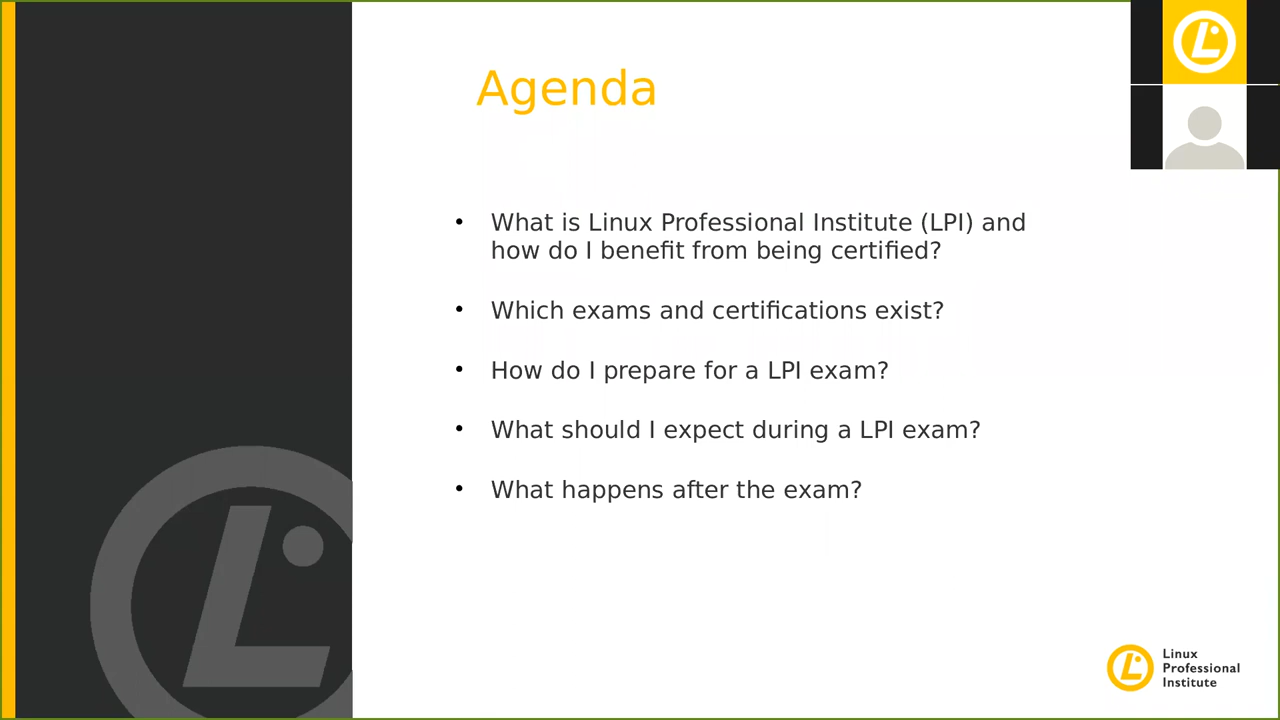 Agenda
• What is Linux Professional Institute (LPI) and
how do I benefit from being certified?
• Which exams and certifications exist?
• How do I prepare for a LPI exam?
• What should I expect during a LPI exam?
• What happens after the exam?
Linux
Professional
Institute